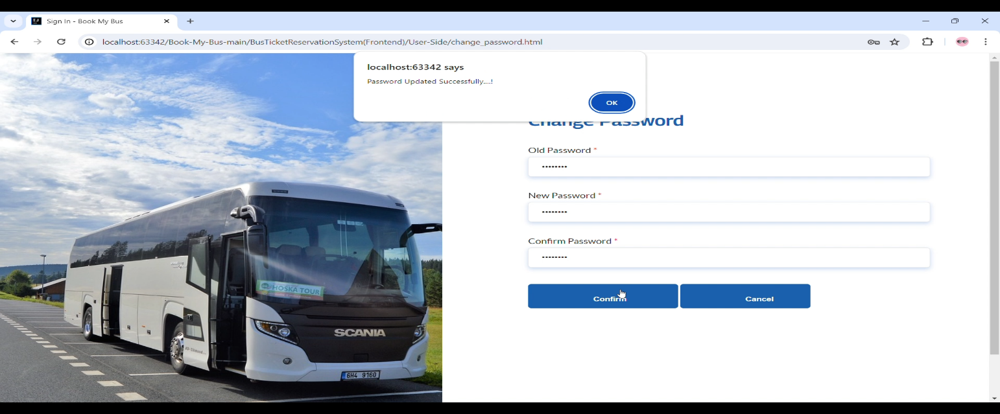 Sign In - Book My Bus
localhost:63342/Book-My-Bus-main/BusTicketReservationSystem(Frontend)/User-Side/change_password.html
localhost:63342 says
Password Updated Successfully....!
OK
Change Password
Old Password *
New Password *
Confirm Password *
Confirm
Cancel
HOSKA TOUR
SCANIA
6H4 9160